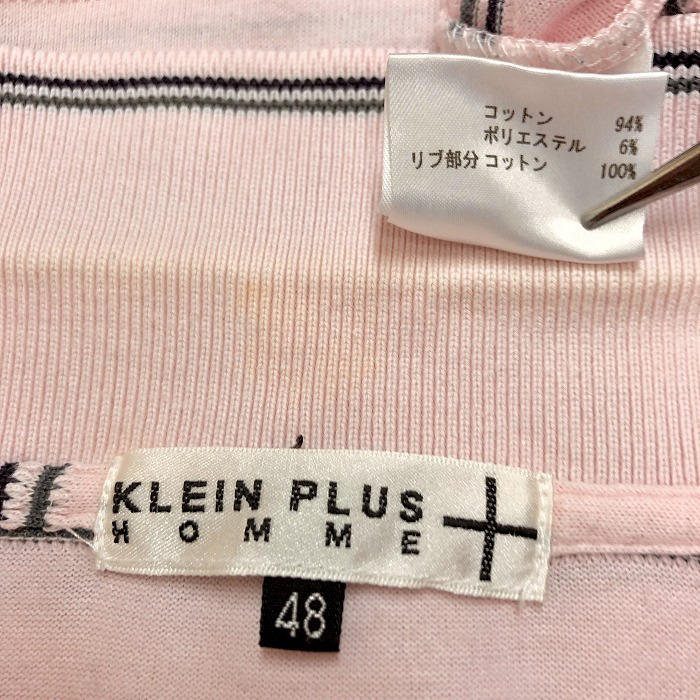 コットン 94%
ポリエステル 6%
リブ部分 コットン 100%
KLEIN PLUS
HOMME
48